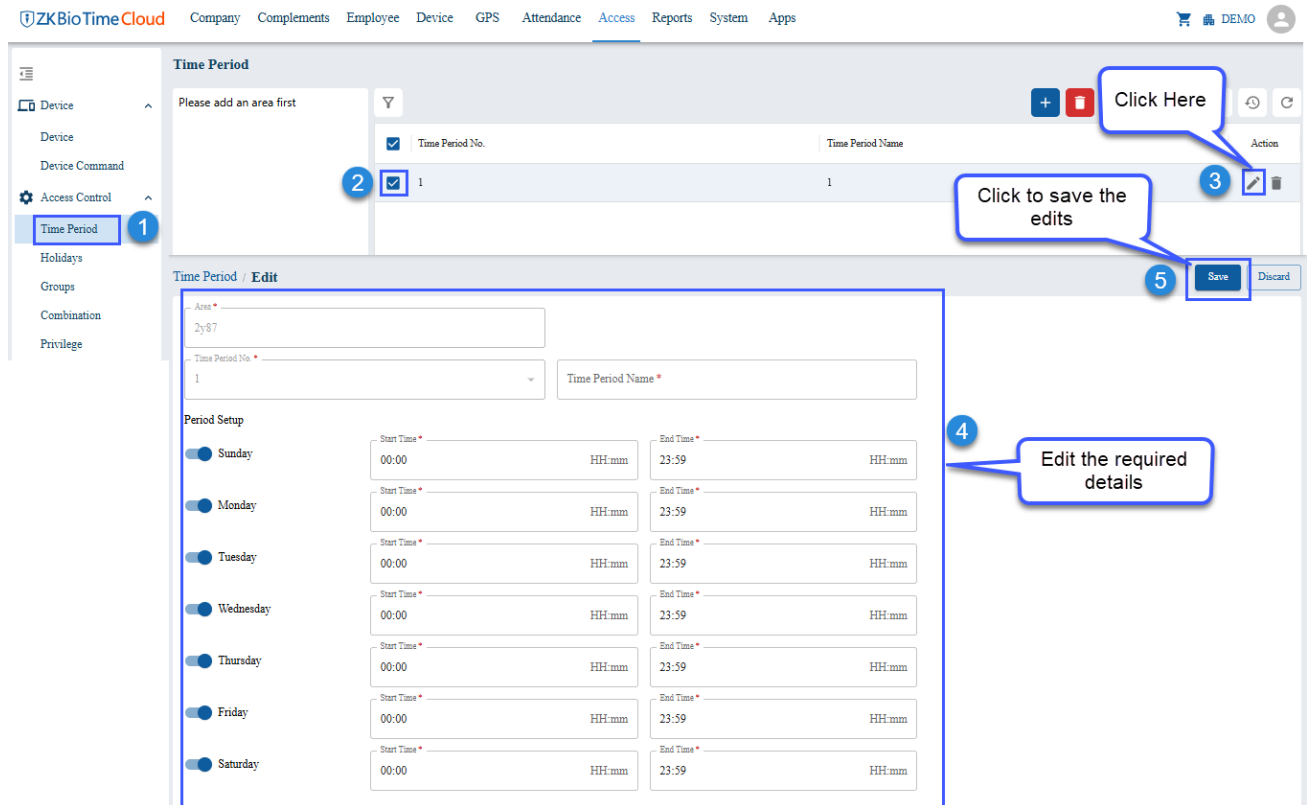 ZKBioTime Cloud Company Complements Employee Device GPS Attendance Access Reports System Apps DEMO
Time Period
Device
Device
Device Command
Access Control
Time Period
1
Holidays
Groups
Combination
Privilege
Please add an area first
Click Here
Time Period No. Time Period Name Action
2 1 1 3
Click to save the
edits
Time Period / Edit
5 Save Discard
Area *
2y87
Time Period No. *
1 Time Period Name *
Period Setup
4
Edit the required
details
Start Time * End Time *
Sunday 00:00 HH:mm 23:59 HH:mm
Start Time * End Time *
Monday 00:00 HH:mm 23:59 HH:mm
Start Time * End Time *
Tuesday 00:00 HH:mm 23:59 HH:mm
Start Time * End Time *
Wednesday 00:00 HH:mm 23:59 HH:mm
Start Time * End Time *
Thursday 00:00 HH:mm 23:59 HH:mm
Start Time * End Time *
Friday 00:00 HH:mm 23:59 HH:mm
Start Time * End Time *
Saturday 00:00 HH:mm 23:59 HH:mm